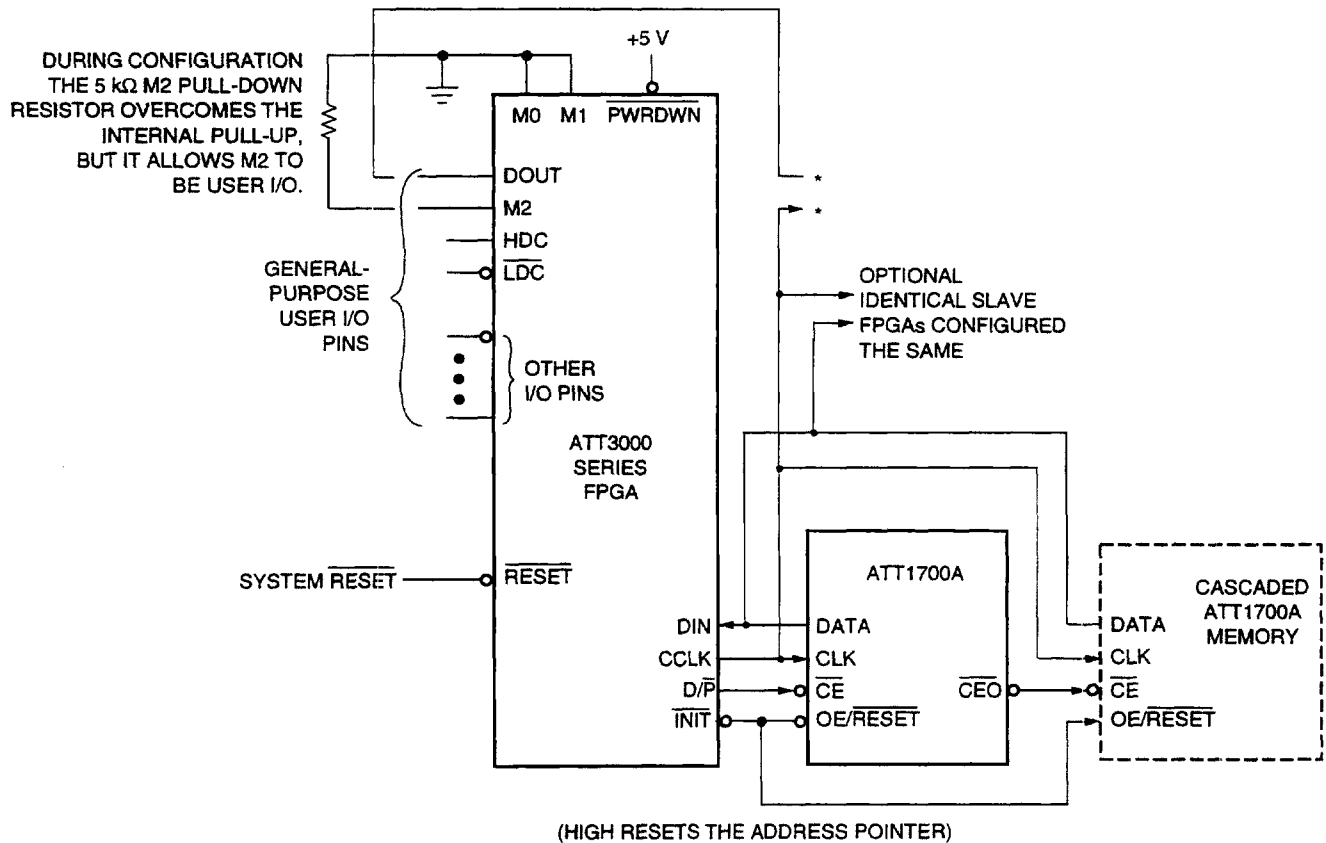 +5 V
DURING CONFIGURATION
THE 5 kΩ M2 PULL-DOWN
RESISTOR OVERCOMES THE
INTERNAL PULL-UP,
BUT IT ALLOWS M2 TO
BE USER I/O.
M0 M1 PWRDWN
DOUT
M2
HDC
LDC
*
*
GENERAL-
PURPOSE
USER I/O
PINS
OTHER
I/O PINS
OPTIONAL
IDENTICAL SLAVE
FPGAs CONFIGURED
THE SAME
ATT3000
SERIES
FPGA
SYSTEM RESET
RESET
DIN
CCLK
D/P
INIT
ATT1700A
DATA
CLK
CE
OE/RESET
CEO
CASCADED
ATT1700A
MEMORY
DATA
CLK
CE
OE/RESET
(HIGH RESETS THE ADDRESS POINTER)